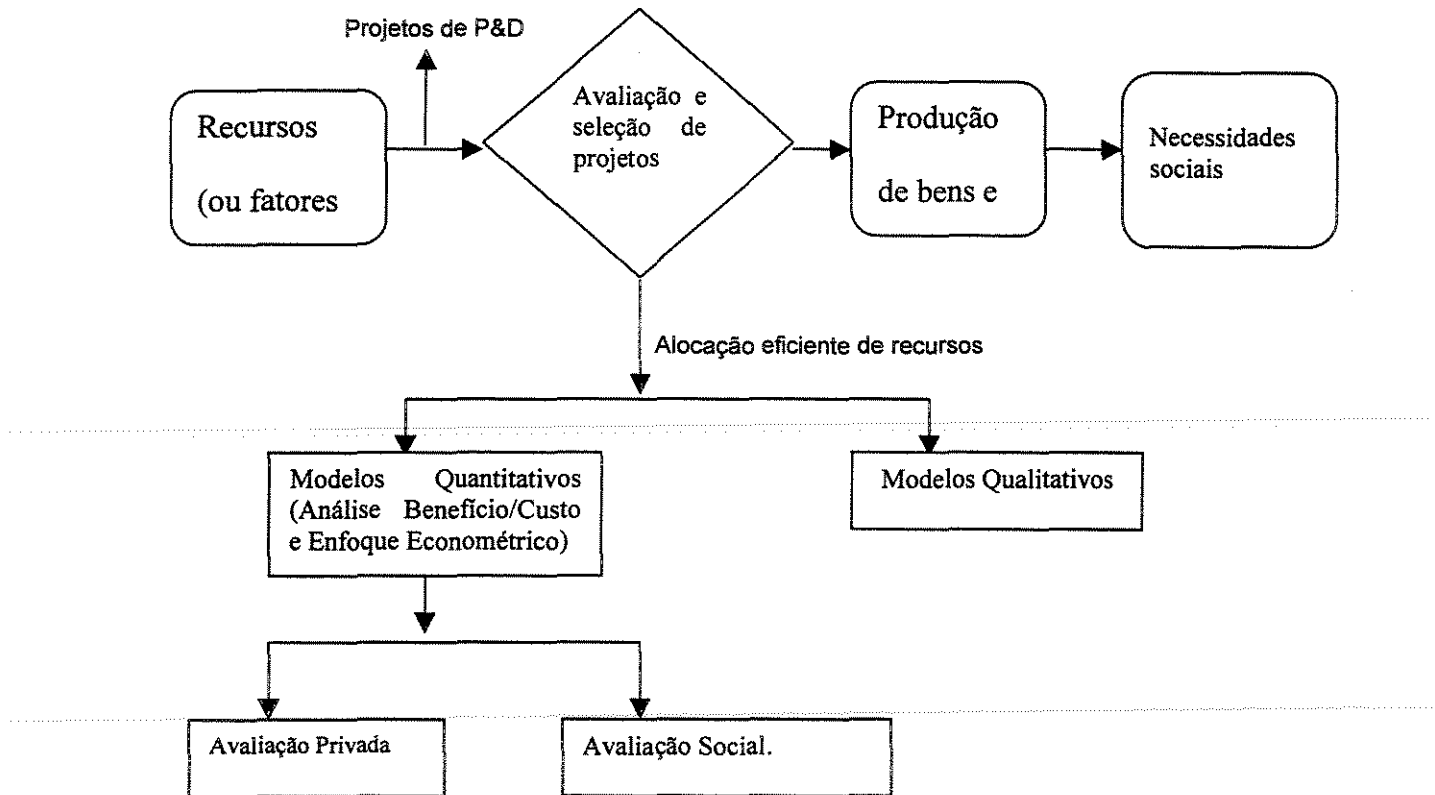 Projetos de P&D
Recursos
(ou fatores
Avaliação e
seleção de
projetos
Produção
de bens e
Necessidades
sociais
Alocação eficiente de recursos
Modelos Quantitativos
(Análise Benefício/Custo
e Enfoque Econométrico)
Modelos Qualitativos
Avaliação Privada
Avaliação Social.